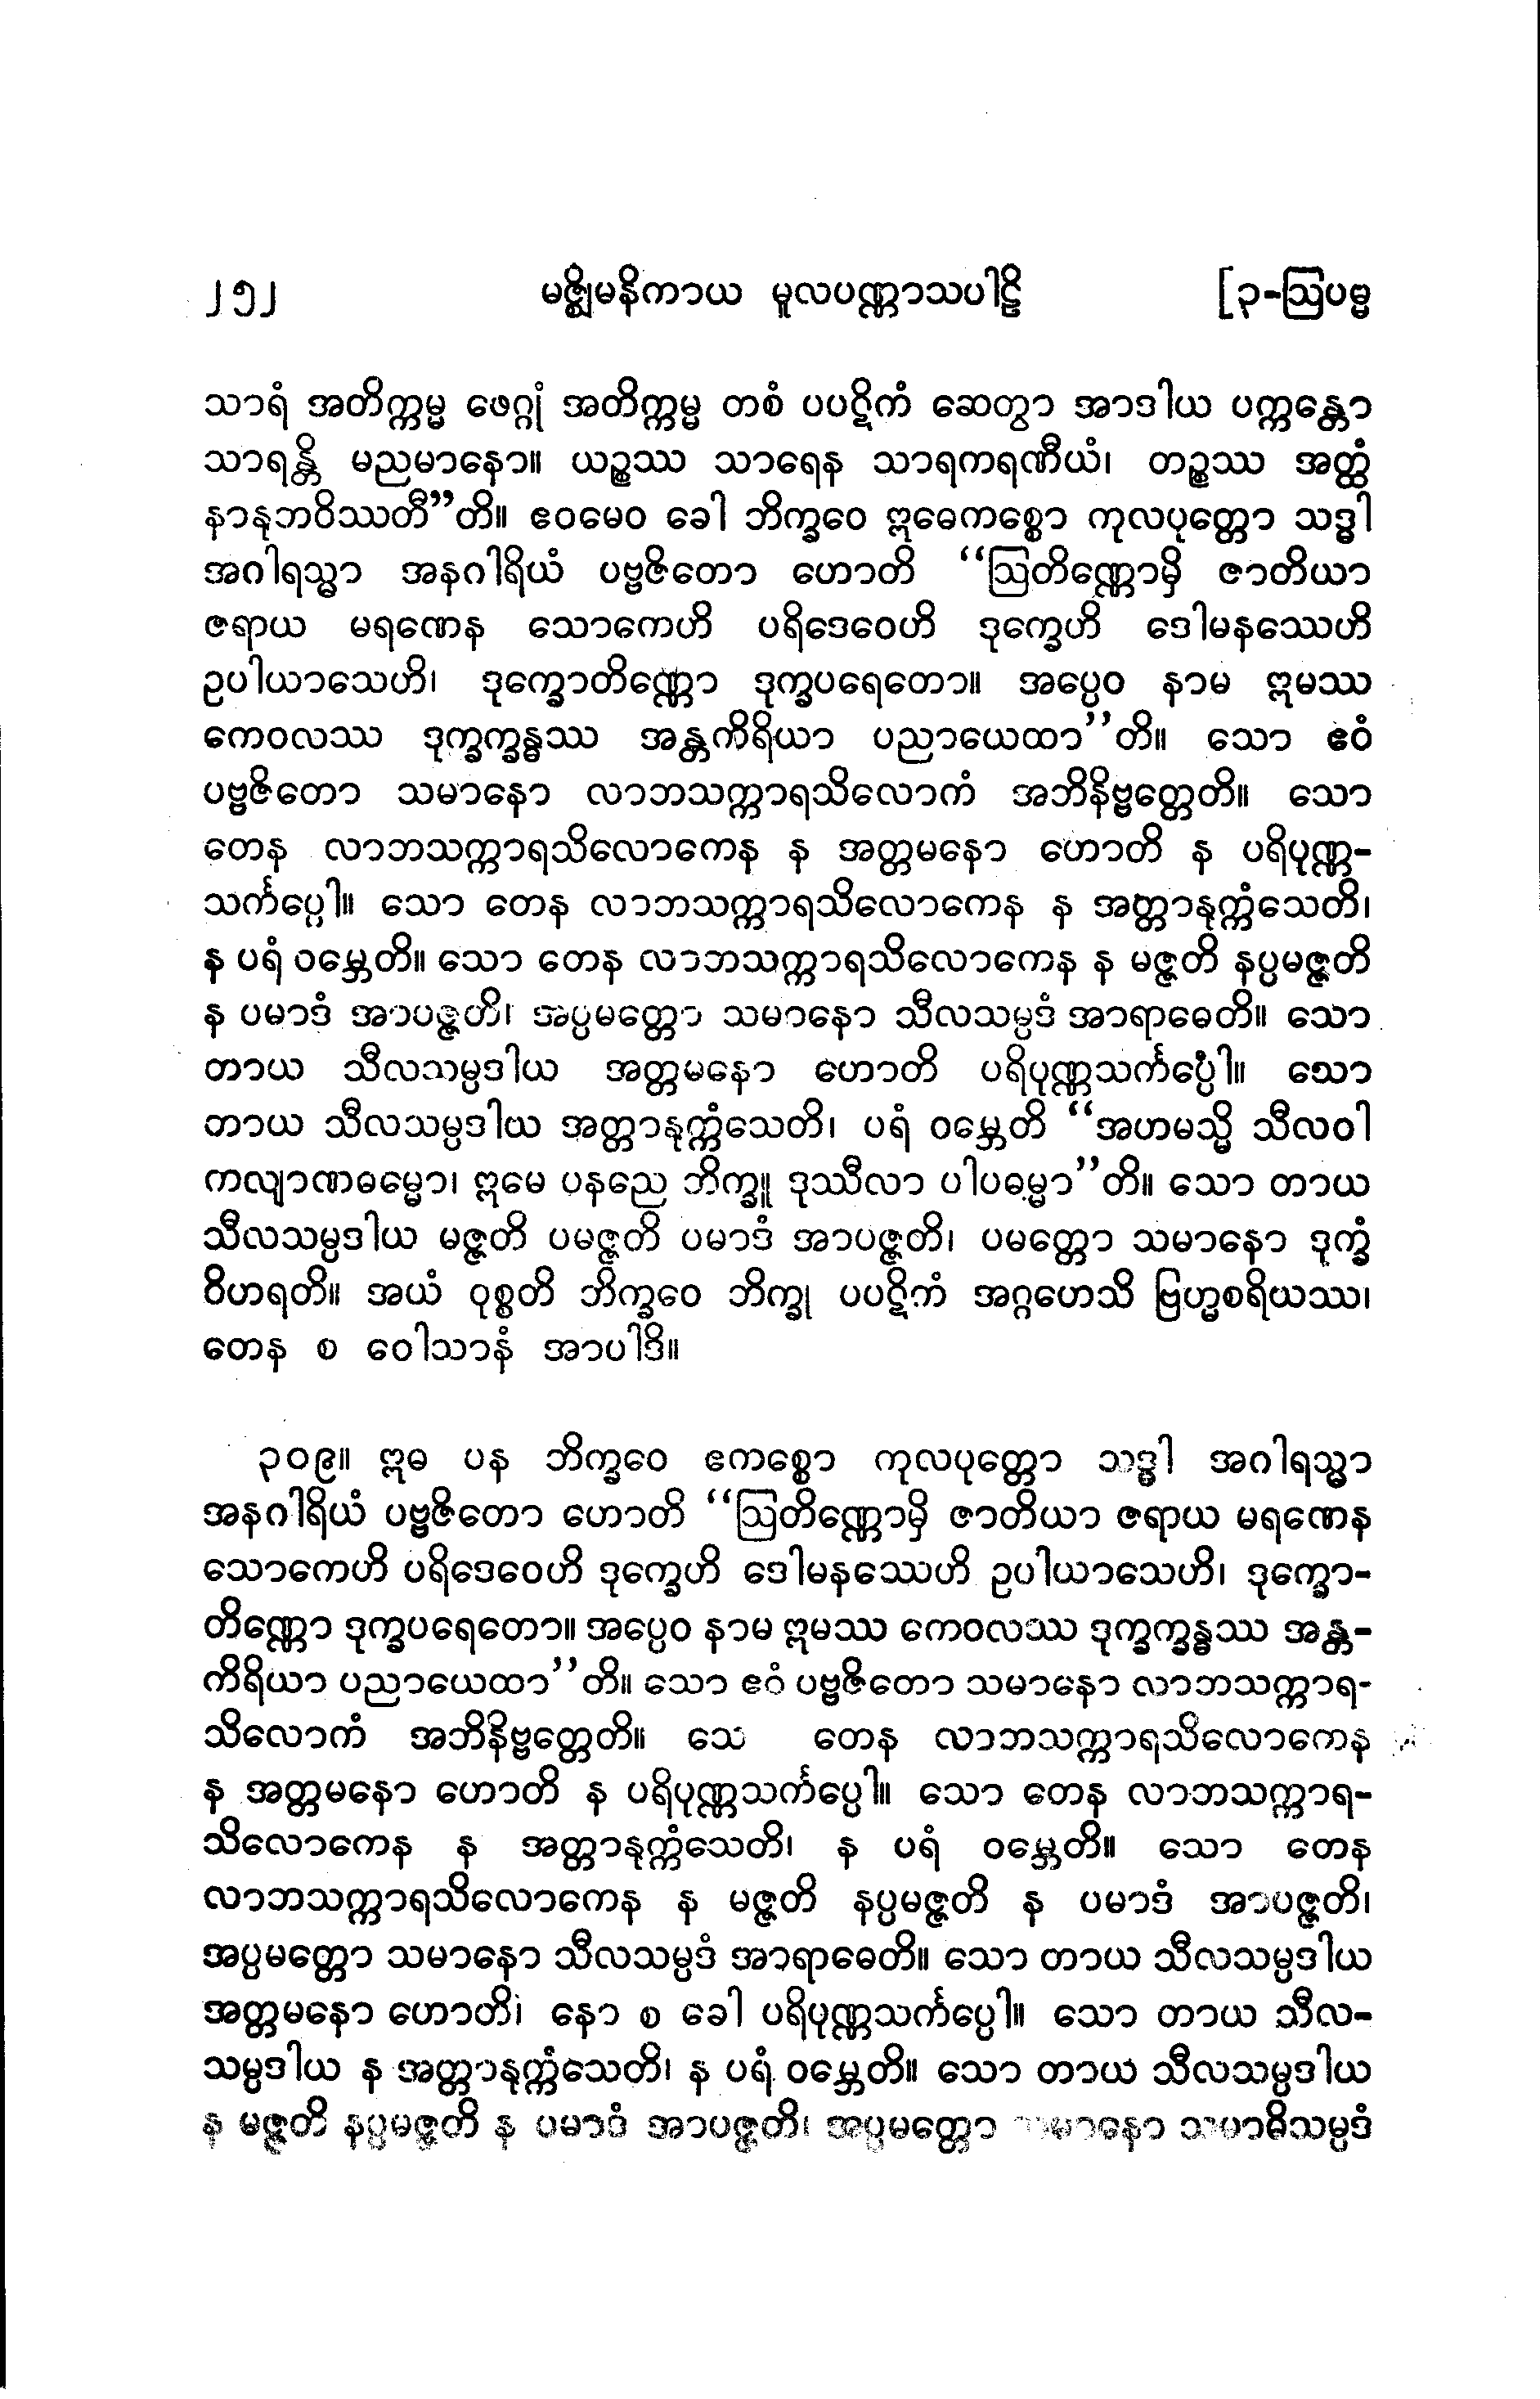 ၂၅၂ မဇ္ဈိမနိကာယ မူလပဏ္ဏာသပါဠိ [၃-ဩပမ္မ
သာရံ အတိက္ကမ္မ ဖေဂ္ဂုံ အတိက္ကမ္မ တစံ ပပဋိကံ ဆေတွာ အာဒါယ ပက္ကန္တော
သာရန္တိ မညမာနော။ ယဉ္စဿ သာရေန သာရကရဏီယံ၊ တဉ္စဿ အတ္ထံ
နာနုဘဝိဿတီ”တိ။ ဧဝမေဝ ခေါ ဘိက္ခဝေ ဣဓေကစ္စော ကုလပုတ္တော သဒ္ဓါ
အဂါရသ္မာ အနဂါရိယံ ပဗ္ဗဇိတော ဟောတိ “ဩတိဏ္ဏောမှိ ဇာတိယာ
ဇရာယ မရဏေန သောကေဟိ ပရိဒေဝေဟိ ဒုက္ခေဟိ ဒေါမနဿေဟိ
ဥပါယာသေဟိ၊ ဒုက္ခောတိဏ္ဏော ဒုက္ခပရေတော။ အပ္ပေဝ နာမ ဣမဿ
ကေဝလဿ ဒုက္ခက္ခန္ဓဿ အန္တကိရိယာ ပညာယေထာ”တိ။ သော ဧဝံ
ပဗ္ဗဇိတော သမာနော လာဘသက္ကာရသိလောကံ အဘိနိဗ္ဗတ္တေတိ။ သော
တေန လာဘသက္ကာရသိလောကေန န အတ္တမနော ဟောတိ န ပရိပုဏ္ဏ-
သင်္ကပ္ပေါ။ သော တေန လာဘသက္ကာရသိလောကေန န အတ္တာနုက္ကံသေတိ၊
န ပရံ ဝမ္ဘေတိ။ သော တေန လာဘသက္ကာရသိလောကေန န မဇ္ဇတိ နပ္ပမဇ္ဇတိ
န ပမာဒံ အာပဇ္ဇတိ၊ အပ္ပမတ္တော သမာနော သီလသမ္ပဒံ အာရာဓေတိ။ သော
တာယ သီလသမ္ပဒါယ အတ္တမနော ဟောတိ ပရိပုဏ္ဏသင်္ကပ္ပေါ။ သော
တာယ သီလသမ္ပဒါယ အတ္တာနုက္ကံသေတိ၊ ပရံ ဝမ္ဘေတိ “အဟမသ္မိ သီလဝါ
ကလျာဏဓမ္မော၊ ဣမေ ပနညေ ဘိက္ခူ ဒုဿီလာ ပါပဓမ္မာ”တိ။ သော တာယ
သီလသမ္ပဒါယ မဇ္ဇတိ ပမဇ္ဇတိ ပမာဒံ အာပဇ္ဇတိ၊ ပမတ္တော သမာနော ဒုက္ခံ
ဝိဟရတိ။ အယံ ဝုစ္စတိ ဘိက္ခဝေ ဘိက္ခု ပပဋိကံ အဂ္ဂဟေသိ ဗြဟ္မစရိယဿ၊
တေန စ ဝေါသာနံ အာပါဒိ။
၃၀၉။ ဣဓ ပန ဘိက္ခဝေ ဧကစ္စော ကုလပုတ္တော သဒ္ဓါ အဂါရသ္မာ
အနဂါရိယံ ပဗ္ဗဇိတော ဟောတိ “ဩတိဏ္ဏောမှိ ဇာတိယာ ဇရာယ မရဏေန
သောကေဟိ ပရိဒေဝေဟိ ဒုက္ခေဟိ ဒေါမနဿေဟိ ဥပါယာသေဟိ၊ ဒုက္ခော-
တိဏ္ဏော ဒုက္ခပရေတော။ အပ္ပေဝ နာမ ဣမဿ ကေဝလဿ ဒုက္ခက္ခန္ဓဿ အန္တ-
ကိရိယာ ပညာယေထာ”တိ။ သော ဧဝံ ပဗ္ဗဇိတော သမာနော လာဘသက္ကာရ-
သိလောကံ အဘိနိဗ္ဗတ္တေတိ။ သော တေန လာဘသက္ကာရသိလောကေန
န အတ္တမနော ဟောတိ န ပရိပုဏ္ဏသင်္ကပ္ပေါ။ သော တေန လာဘသက္ကာရ-
သိလောကေန န အတ္တာနုက္ကံသေတိ၊ န ပရံ ဝမ္ဘေတိ။ သော တေန
လာဘသက္ကာရသိလောကေန န မဇ္ဇတိ နပ္ပမဇ္ဇတိ န ပမာဒံ အာပဇ္ဇတိ၊
အပ္ပမတ္တော သမာနော သီလသမ္ပဒံ အာရာဓေတိ။ သော တာယ သီလသမ္ပဒါယ
အတ္တမနော ဟောတိ၊ နော စ ခေါ ပရိပုဏ္ဏသင်္ကပ္ပေါ။ သော တာယ သီလ-
သမ္ပဒါယ န အတ္တာနုက္ကံသေတိ၊ န ပရံ ဝမ္ဘေတိ။ သော တာယ သီလသမ္ပဒါယ
န မဇ္ဇတိ နပ္ပမဇ္ဇတိ န ပမာဒံ အာပဇ္ဇတိ၊ အပ္ပမတ္တော သမာနော သမာဓိသမ္ပဒံ